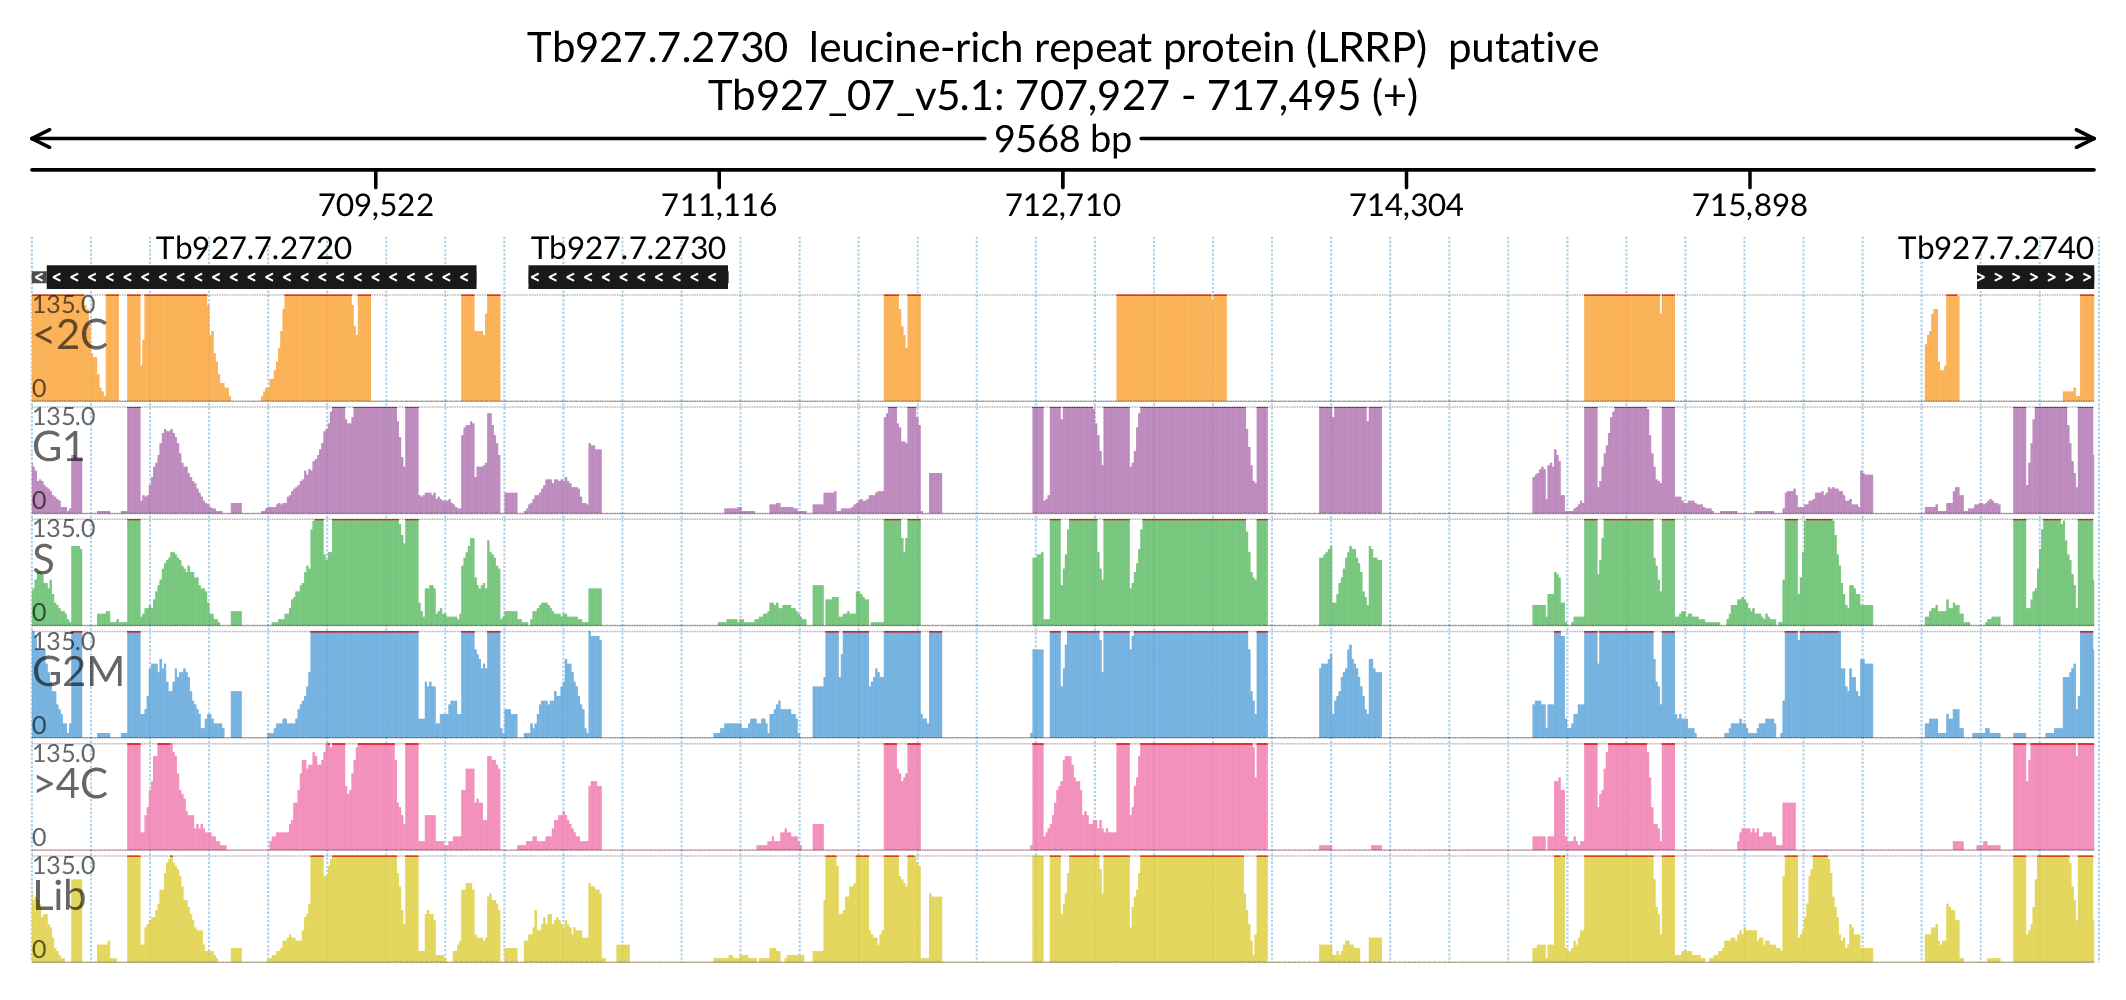 Tb927.7.2730 leucine-rich repeat protein (LRRP) putative
Tb927_07_v5.1: 707,927 - 717,495 (+)
9568 bp
709,522 711,116 712,710 714,304 715,898
Tb927.7.2720 Tb927.7.2730 Tb927.7.2740
135.0
<2C
0
135.0
G1
0
135.0
S
0
135.0
G2M
0
135.0
>4C
0
135.0
Lib
0